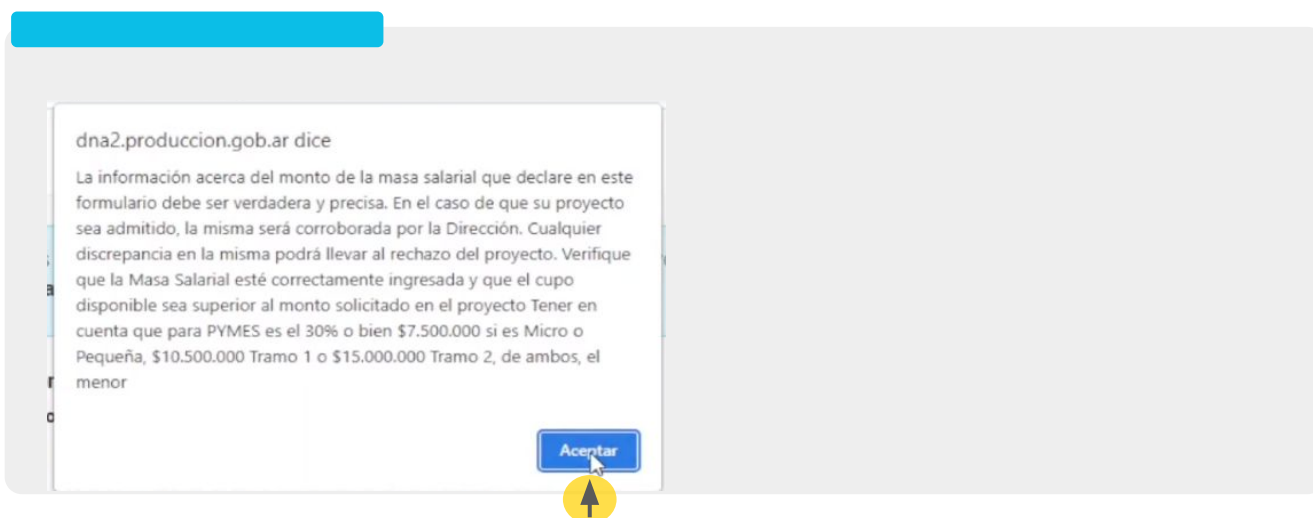 dna2.produccion.gob.ar dice
La información acerca del monto de la masa salarial que declare en este
formulario debe ser verdadera y precisa. En el caso de que su proyecto
sea admitido, la misma será corroborada por la Dirección. Cualquier
discrepancia en la misma podrá llevar al rechazo del proyecto. Verifique
que la Masa Salarial esté correctamente ingresada y que el cupo
disponible sea superior al monto solicitado en el proyecto Tener en
cuenta que para PYMES es el 30% o bien $7.500.000 si es Micro o
Pequeña, $10.500.000 Tramo 1 o $15.000.000 Tramo 2, de ambos, el
menor
Aceptar